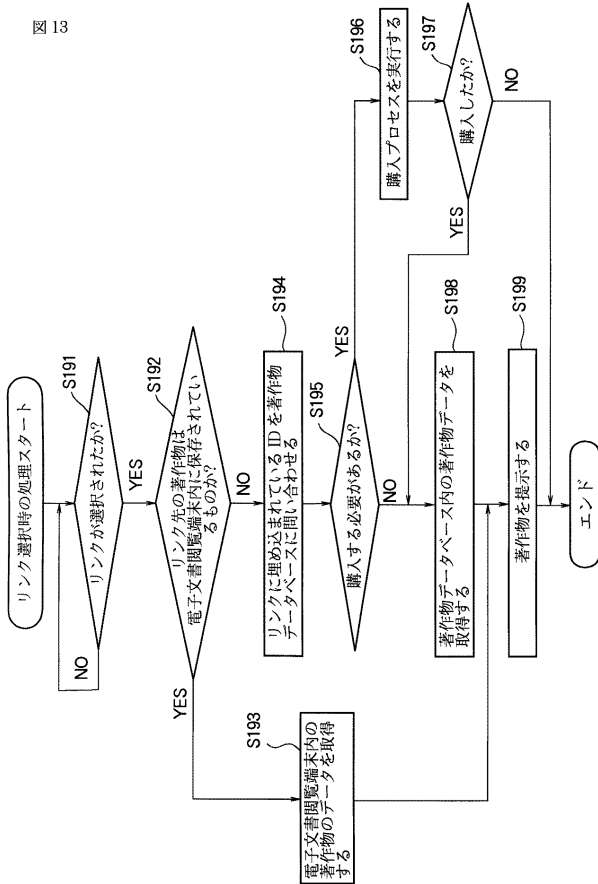 図 13
リンク選択時の処理スタート
S191
リンクが選択されたか?
NO
YES
S192
リンク先の著作物は
電子文書閲覧端末内に保存されてい
るものか?
YES
NO
S193
電子文書閲覧端末内の
著作物のデータを取得
する
S194
リンクに埋め込まれている ID を著作物
データベースに問い合わせる
S195
購入する必要があるか?
YES
NO
S196
購入プロセスを実行する
S197
購入したか?
YES
NO
S198
著作物データベース内の著作物データを
取得する
S199
著作物を提示する
エンド